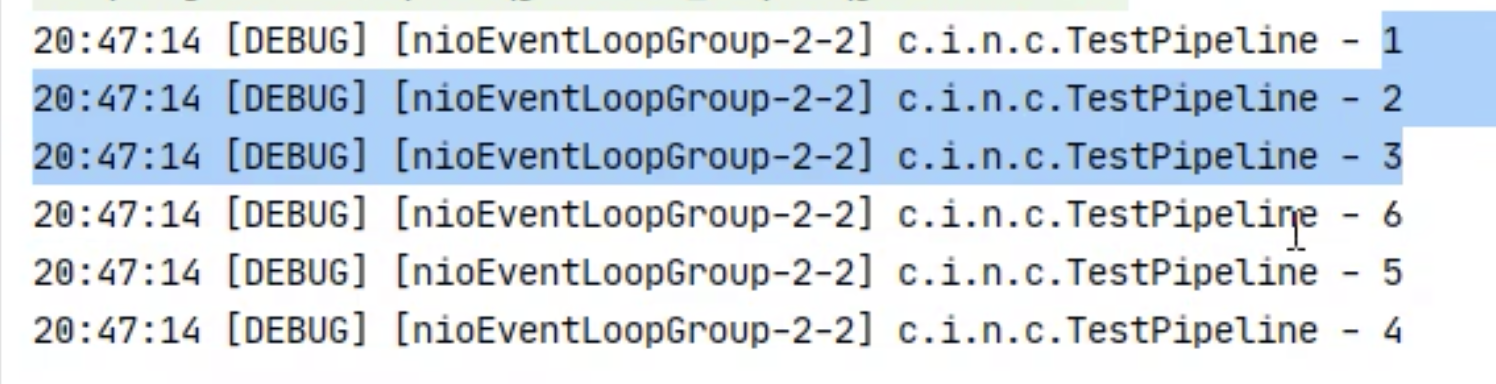 20:47:14 [DEBUG] [nioEventLoopGroup-2-2] c.i.n.c.TestPipeline - 1
20:47:14 [DEBUG] [nioEventLoopGroup-2-2] c.i.n.c.TestPipeline - 2
20:47:14 [DEBUG] [nioEventLoopGroup-2-2] c.i.n.c.TestPipeline - 3
20:47:14 [DEBUG] [nioEventLoopGroup-2-2] c.i.n.c.TestPipeline - 6
20:47:14 [DEBUG] [nioEventLoopGroup-2-2] c.i.n.c.TestPipeline - 5
20:47:14 [DEBUG] [nioEventLoopGroup-2-2] c.i.n.c.TestPipeline - 4